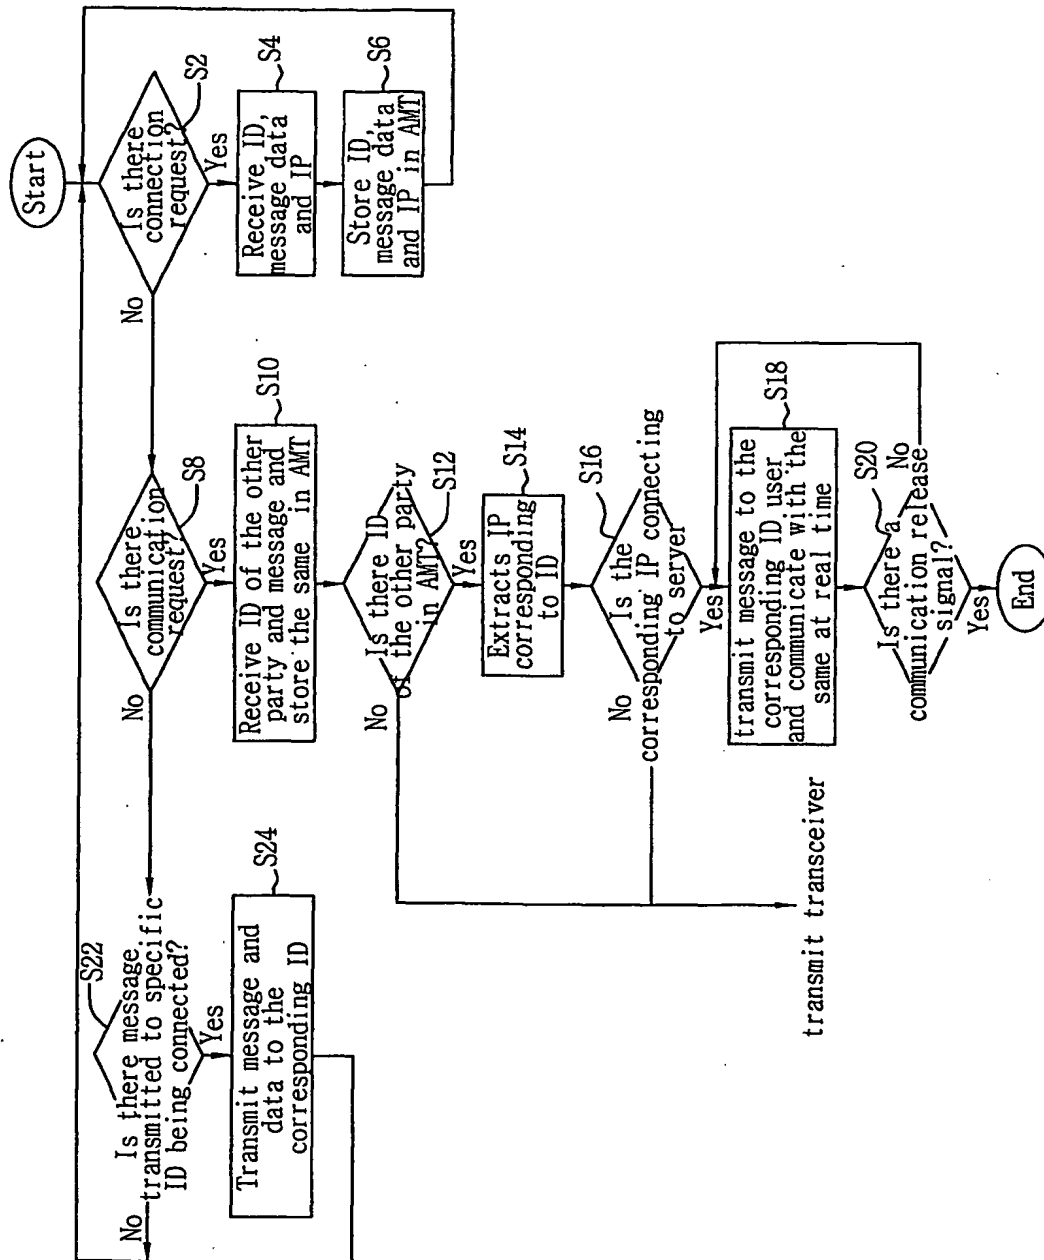 Start
Is there
connection
request?
S2
Yes
No
Receive ID,
message data
and IP
S4
Store ID,
message data
and IP in AMT
S6
Is there
communication
request?
S8
Yes
No
Receive ID of the other
party and message and
store the same in AMT
S10
Is there ID
of the other party
in AMT?
S12
No
Yes
Extracts IP
corresponding
to ID
S14
Is the
corresponding IP connecting
to server
S16
No
Yes
transmit message to the
corresponding ID user
and communicate with the
same at real time
S18
Is there a
communication release
signal?
S20
No
Yes
End
transmit transceiver
Is there message
transmitted to specific
ID being connected?
S22
No
Yes
Transmit message and
data to the
corresponding ID
S24